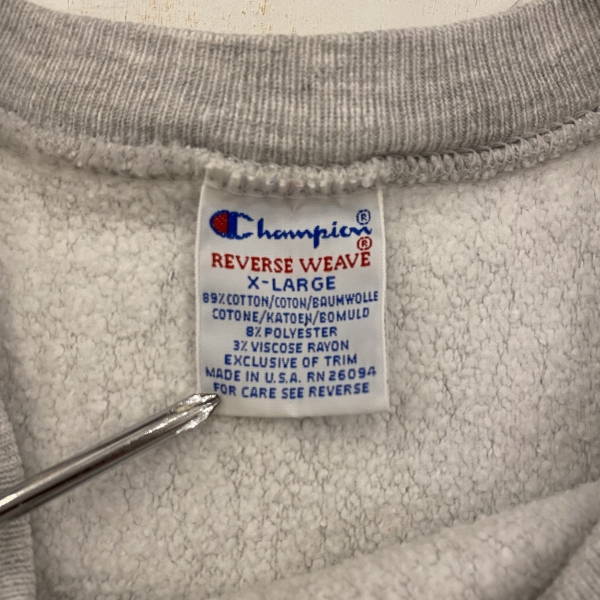 Champion®
REVERSE WEAVE®
X-LARGE
89% COTTON/COTON/BAUMWOLLE
COTONE/KATOEN/BOMULD
8% POLYESTER
3% VISCOSE RAYON
EXCLUSIVE OF TRIM
MADE IN U.S.A. RN 26094
FOR CARE SEE REVERSE